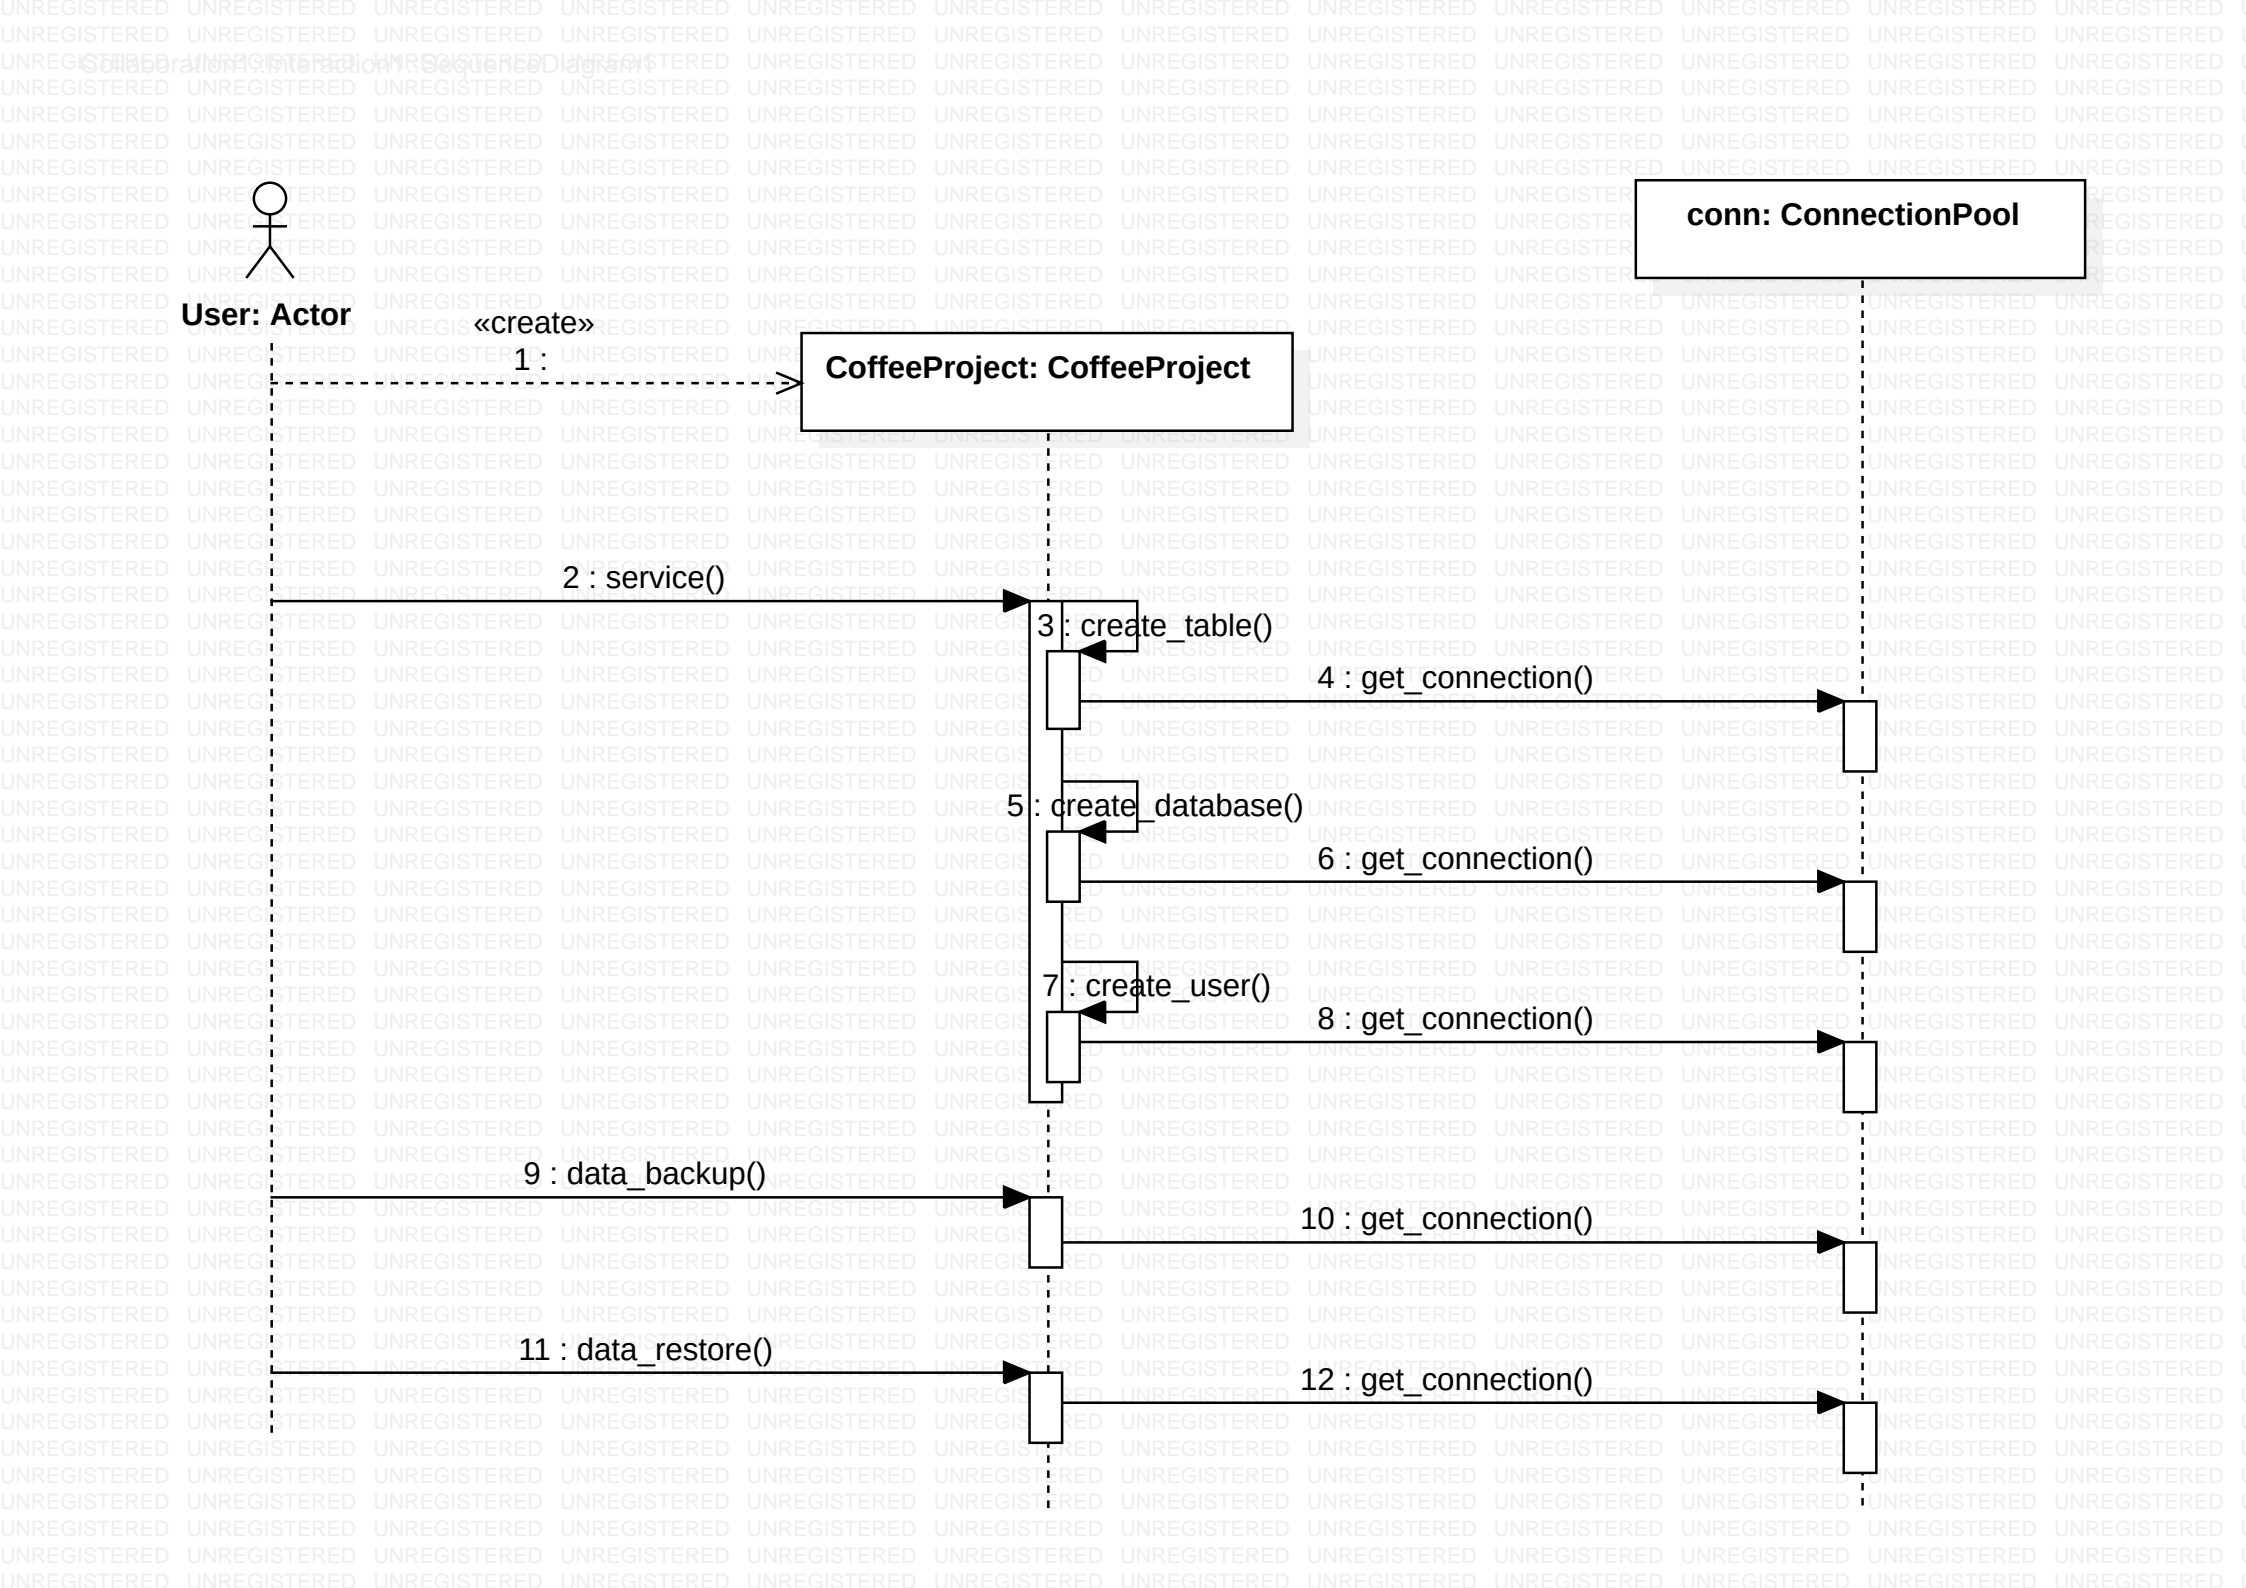 Collaboration1::Interaction1::SequenceDiagram1
conn: ConnectionPool
User: Actor
«create»
1 :
CoffeeProject: CoffeeProject
2 : service()
3 : create_table()
4 : get_connection()
5 : create_database()
6 : get_connection()
7 : create_user()
8 : get_connection()
9 : data_backup()
10 : get_connection()
11 : data_restore()
12 : get_connection()
UNREGISTERED